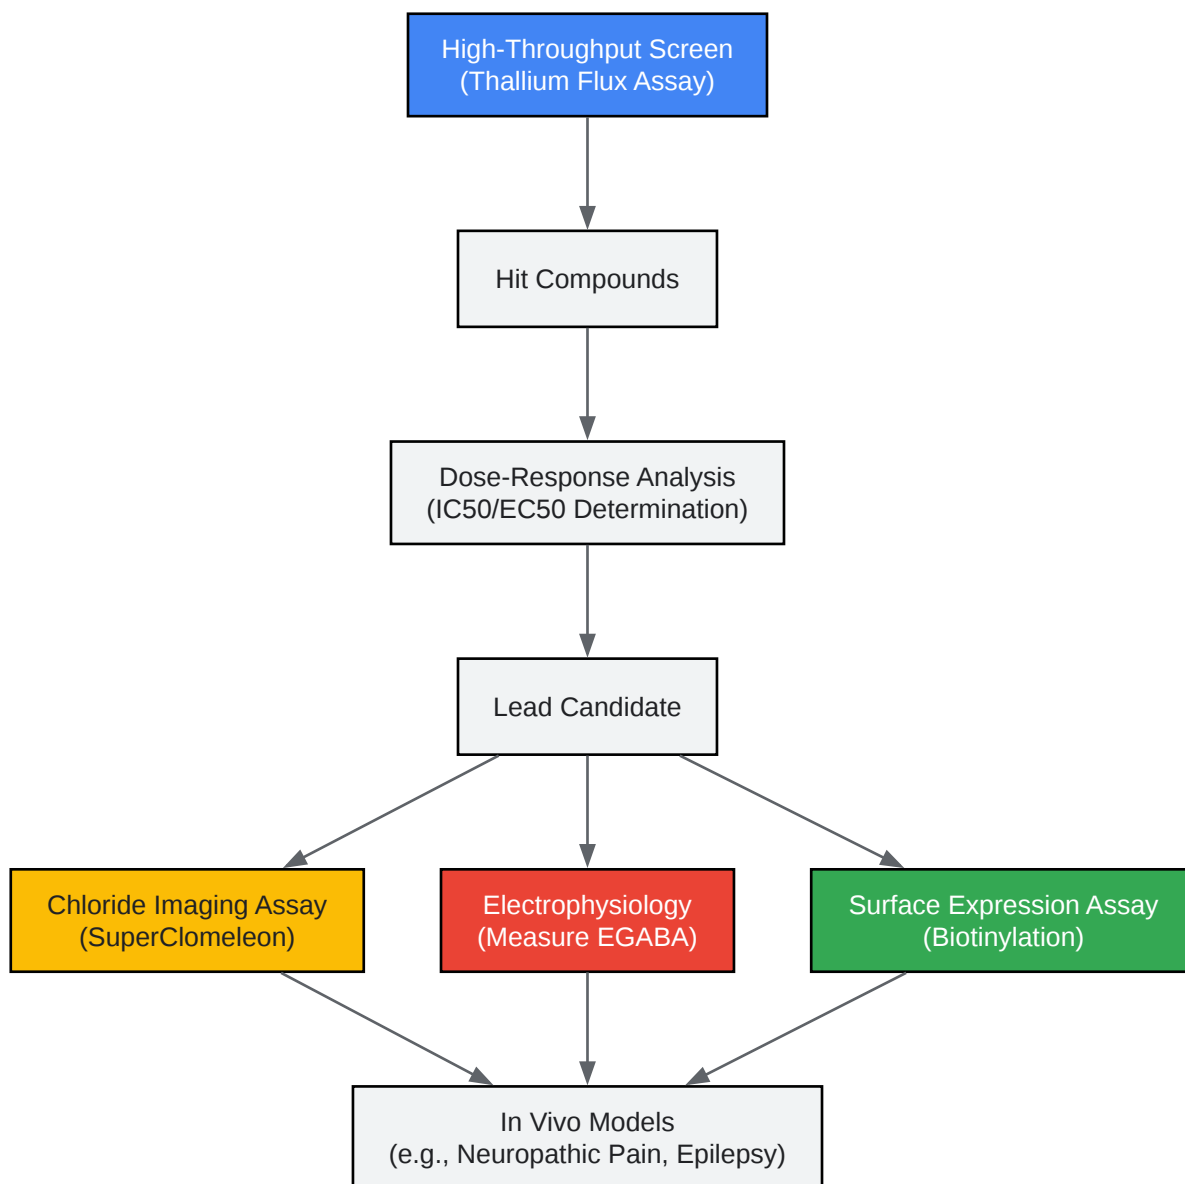 High-Throughput Screen
(Thallium Flux Assay)
Hit Compounds
Dose-Response Analysis
(IC50/EC50 Determination)
Lead Candidate
Chloride Imaging Assay
(SuperClomeleon)
Electrophysiology
(Measure EGABA)
Surface Expression Assay
(Biotinylation)
In Vivo Models
(e.g., Neuropathic Pain, Epilepsy)